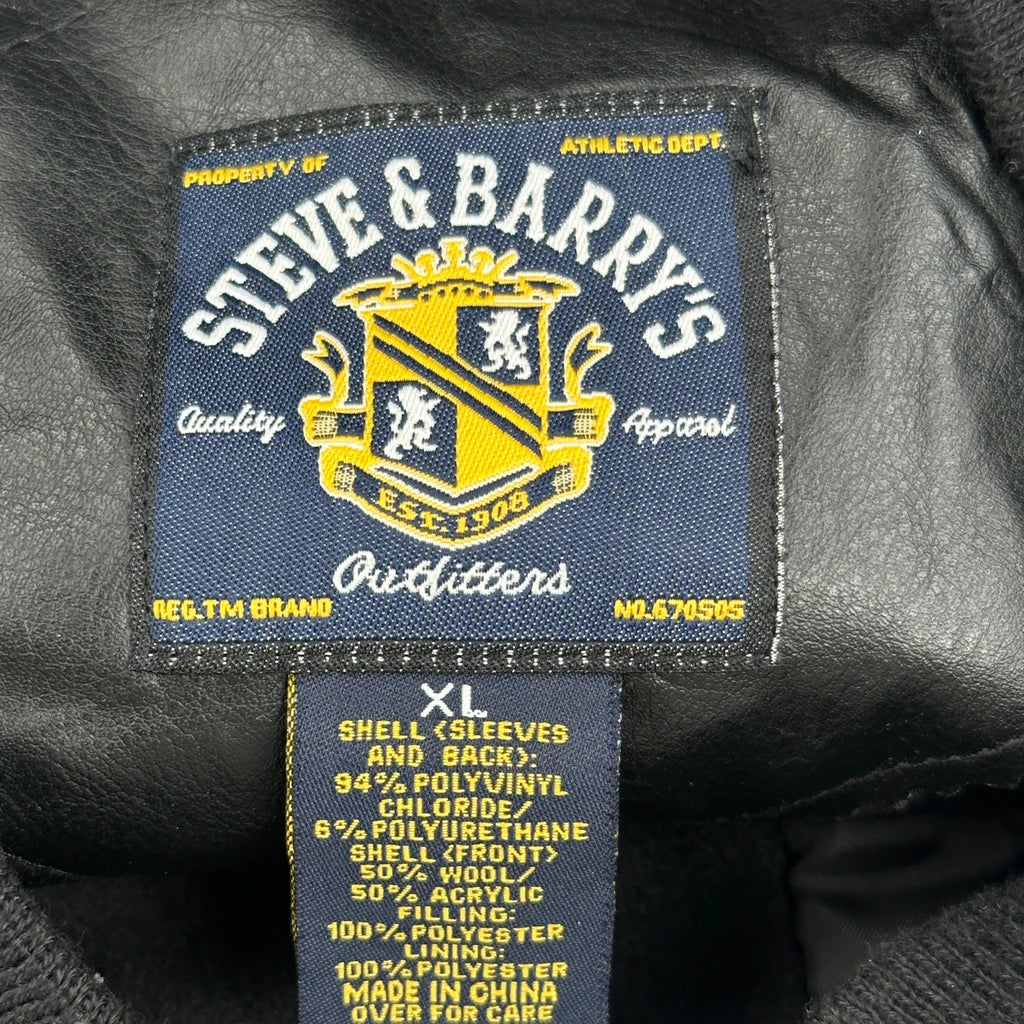 PROPERTY OF
ATHLETIC DEPT.
STEVE & BARRY'S
Quality
Apparel
EST. 1908
Outfitters
REG. TM BRAND
NO. 670505
XL
SHELL (SLEEVES
AND BACK):
94% POLYVINYL
CHLORIDE/
6% POLYURETHANE
SHELL (FRONT)
50% WOOL/
50% ACRYLIC
FILLING:
100% POLYESTER
LINING:
100% POLYESTER
MADE IN CHINA
OVER FOR CARE